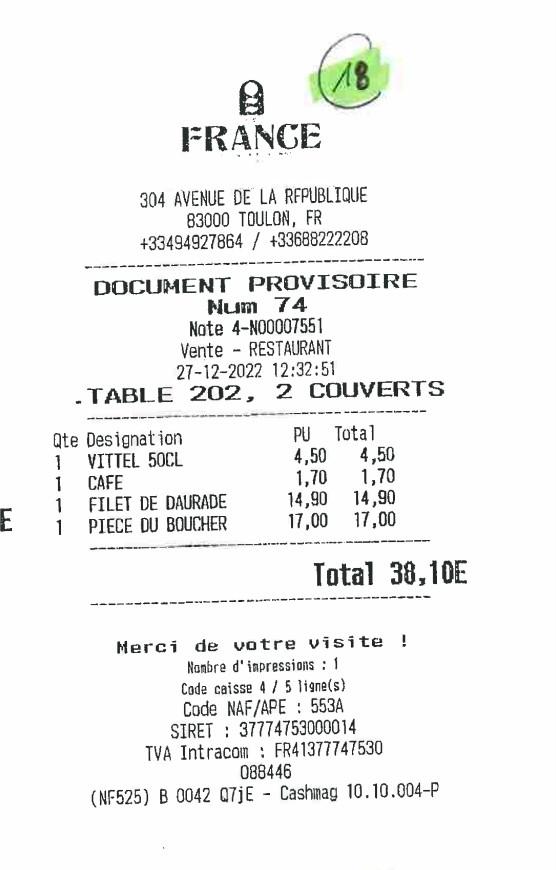 18
FRANCE
304 AVENUE DE LA RFPUBLIQUE
83000 TOULON, FR
+33494927864 / +33688222208
DOCUMENT PROVISOIRE
Num 74
Note 4-N00007551
Vente - RESTAURANT
27-12-2022 12:32:51
.TABLE 202, 2 COUVERTS
Qte Designation PU Total
1 VITTEL 50CL 4,50 4,50
1 CAFE 1,70 1,70
1 FILET DE DAURADE 14,90 14,90
E
1 PIECE DU BOUCHER 17,00 17,00
Total 38,10E
Merci de votre visite !
Nombre d'impressions : 1
Code caisse 4 / 5 ligne(s)
Code NAF/APE : 553A
SIRET : 37774753000014
TVA Intracom : FR41377747530
088446
(NF525) B 0042 Q7jE - Cashmag 10.10.004-P